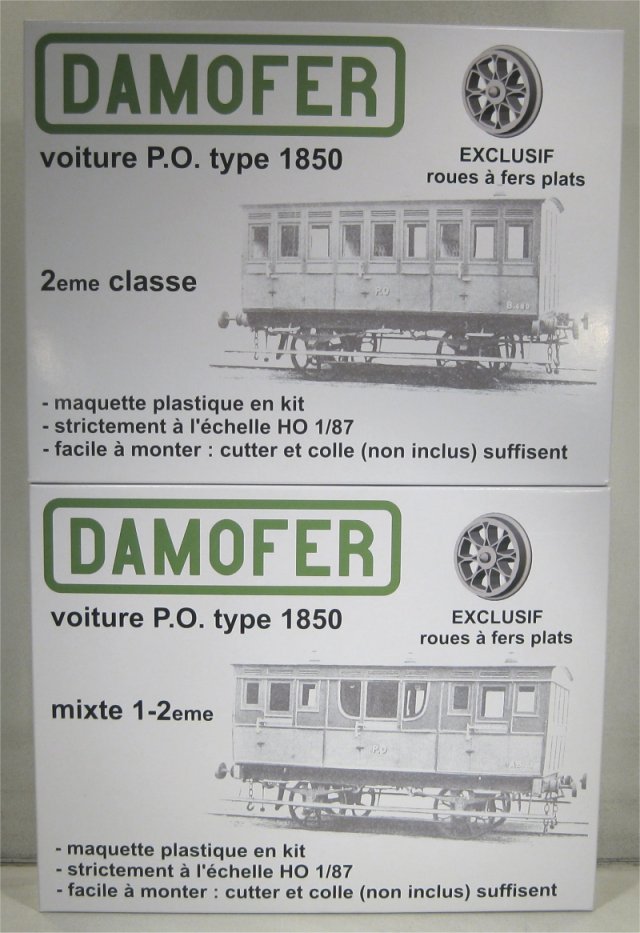 DAMOFER
voiture P.O. type 1850
EXCLUSIF
roues à fers plats
2eme classe
P.O
- maquette plastique en kit
- strictement à l'échelle HO 1/87
- facile à monter : cutter et colle (non inclus) suffisent
DAMOFER
voiture P.O. type 1850
EXCLUSIF
roues à fers plats
mixte 1-2eme
P.O
- maquette plastique en kit
- strictement à l'échelle HO 1/87
- facile à monter : cutter et colle (non inclus) suffisent